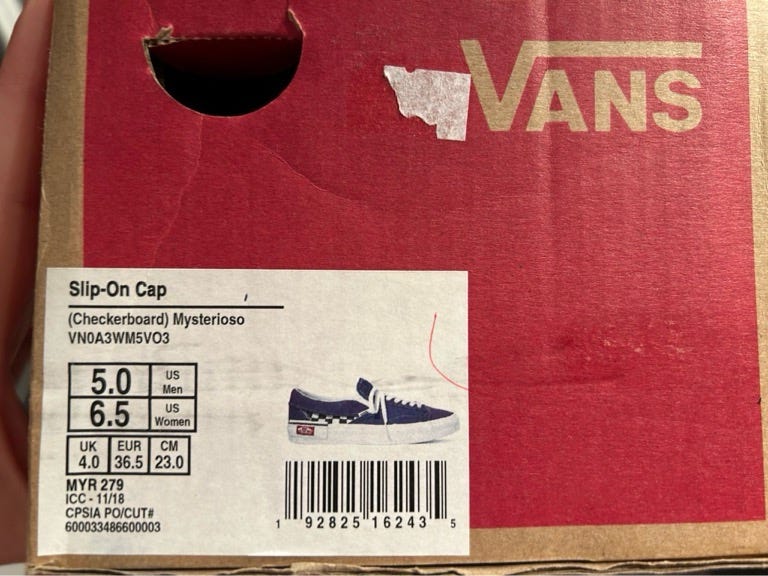 VANS
Slip-On Cap
(Checkerboard) Mysterioso
VN0A3WM5VO3
5.0 US Men
6.5 US Women
UK EUR CM
4.0 36.5 23.0
MYR 279
ICC - 11/18
CPSIA PO/CUT#
600033486600003
1 92825 16243 5